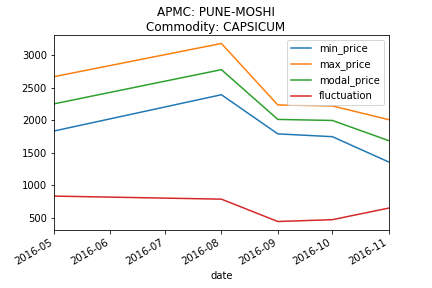 APMC: PUNE-MOSHI
Commodity: CAPSICUM
min_price
max_price
modal_price
fluctuation
3000
2500
2000
1500
1000
500
2016-05
2016-06
2016-07
2016-08
2016-09
2016-10
2016-11
date